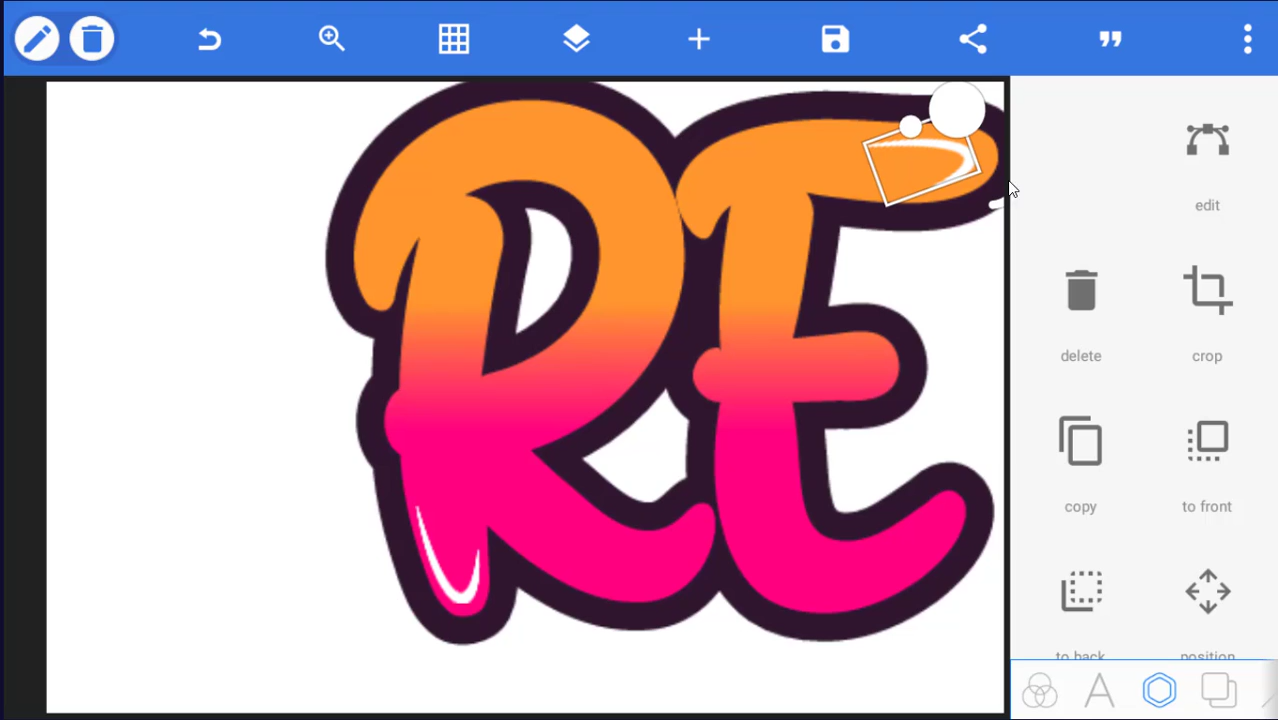 RE
edit
delete
crop
copy
to front
to back
position